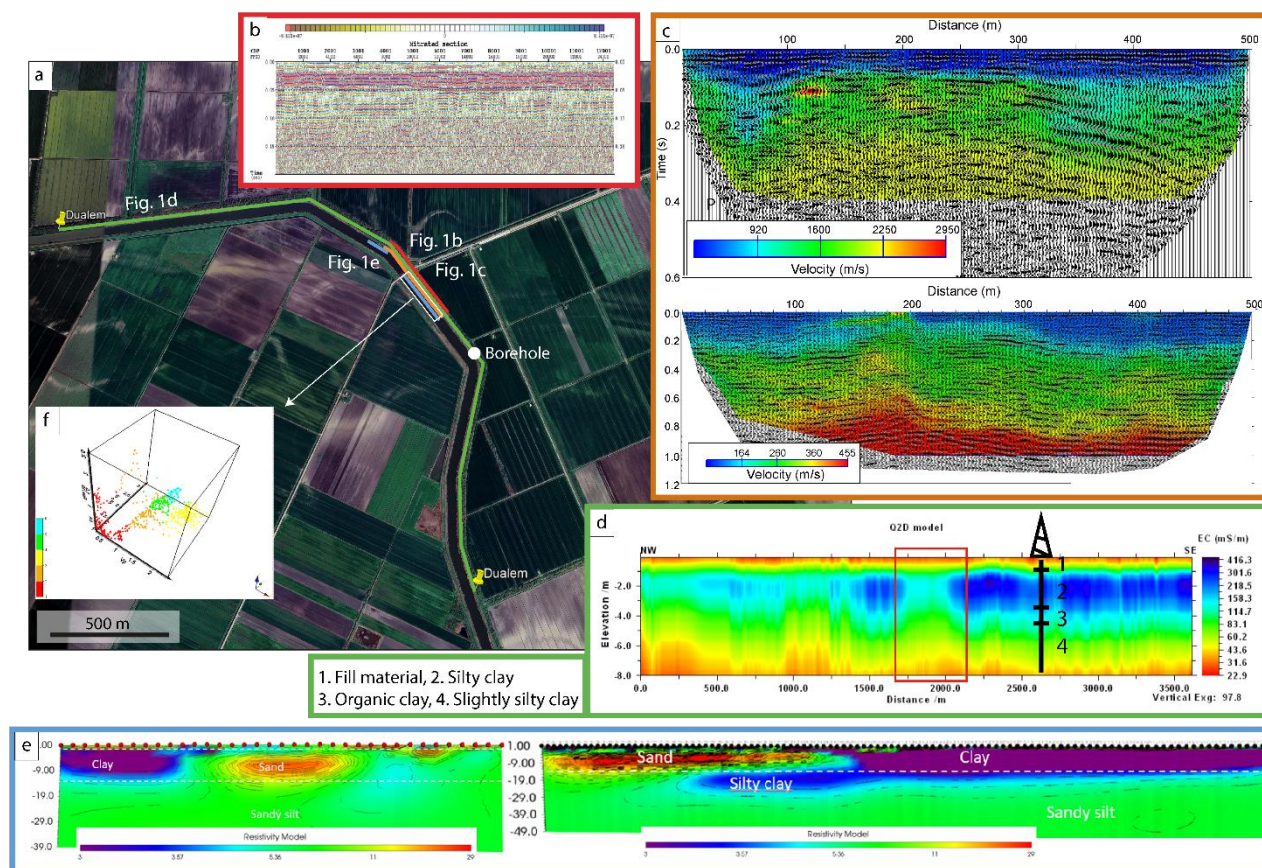 b
Nitrated section
Time
a
Dualem
Fig. 1d
Fig. 1b
Fig. 1e
Fig. 1c
Borehole
Dualem
f
500 m
c
Distance (m)
100 200 300 400 500
0.0
0.2
0.4
0.6
Time (s)
P
920 1600 2250 2950
Velocity (m/s)
Distance (m)
100 200 300 400 500
0.0
0.2
0.4
0.6
0.8
1.0
1.2
164 260 360 455
Velocity (m/s)
d
Q2D model
NW
SE
EC (mS/m)
416.3
301.6
218.5
158.3
114.7
83.1
60.2
43.6
31.6
22.9
Elevation /m
-2.0
-4.0
-6.0
-8.0
1
2
3
4
0.0 500.0 1000.0 1500.0 2000.0 2500.0 3000.0 3500.0
Distance /m
Vertical Exg: 97.8
1. Fill material, 2. Silty clay
3. Organic clay, 4. Slightly silty clay
e
-9.00
-19.0
-29.0
-39.0
Clay
Sand
Sandy silt
Resistivity Model
3 3.57 5.36 11 29
1.00
-9.00
-19.0
-29.0
-39.0
-49.0
Sand
Clay
Silty clay
Sandy silt
Resistivity Model
3 3.57 5.36 11 29